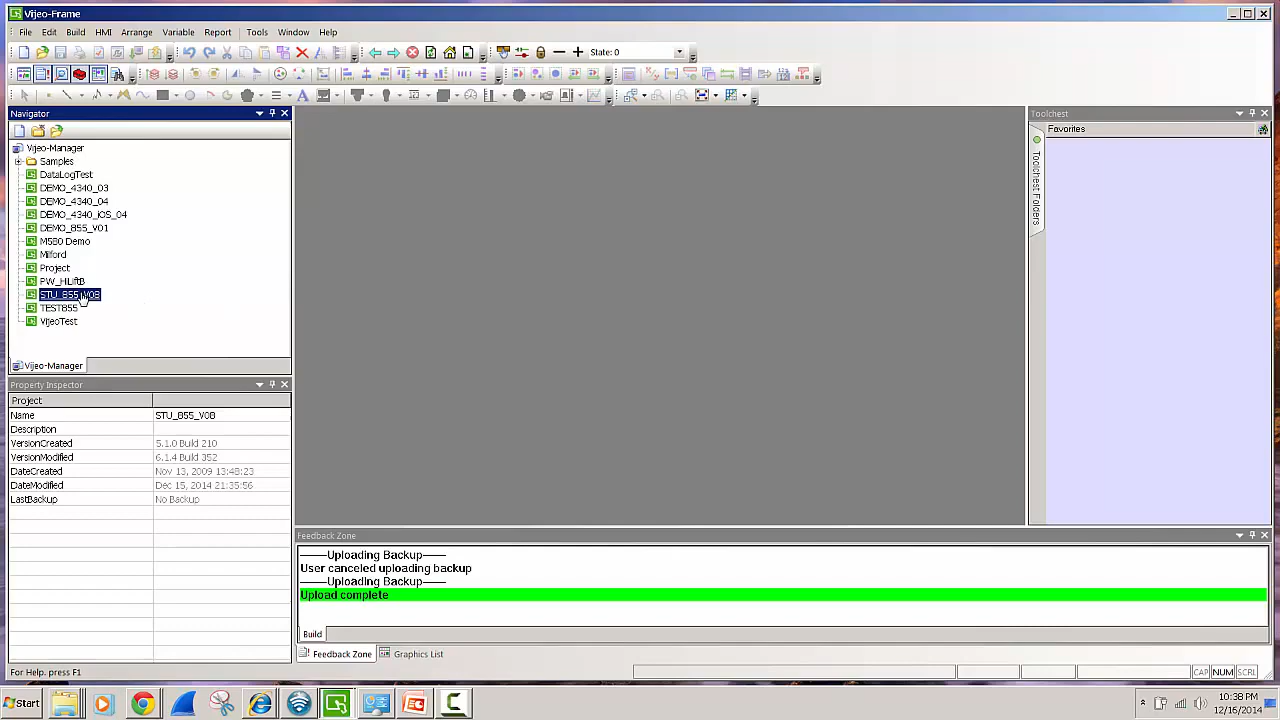 Vijeo-Frame
File Edit Build HMI Arrange Variable Report Tools Window Help
State: 0
Navigator
Toolchest
Favorites
Toolchest Folders
Vijeo-Manager
Samples
DataLogTest
DEMO_4340_03
DEMO_4340_04
DEMO_4340_iOS_04
DEMO_855_V01
M580 Demo
Milford
Project
PW_HiLiftB
STU_855_V0B
TEST855
VijeoTest
Vijeo-Manager
Property Inspector
Project
Name STU_855_V0B
Description
VersionCreated 5.1.0 Build 210
VersionModified 6.1.4 Build 352
DateCreated Nov 13, 2009 13:48:23
DateModified Dec 15, 2014 21:35:56
LastBackup No Backup
Feedback Zone
-----Uploading Backup-----
User canceled uploading backup
-----Uploading Backup-----
Upload complete
Build
Feedback Zone Graphics List
For Help, press F1
CAP NUM SCRL
Start
10:38 PM
12/16/2014